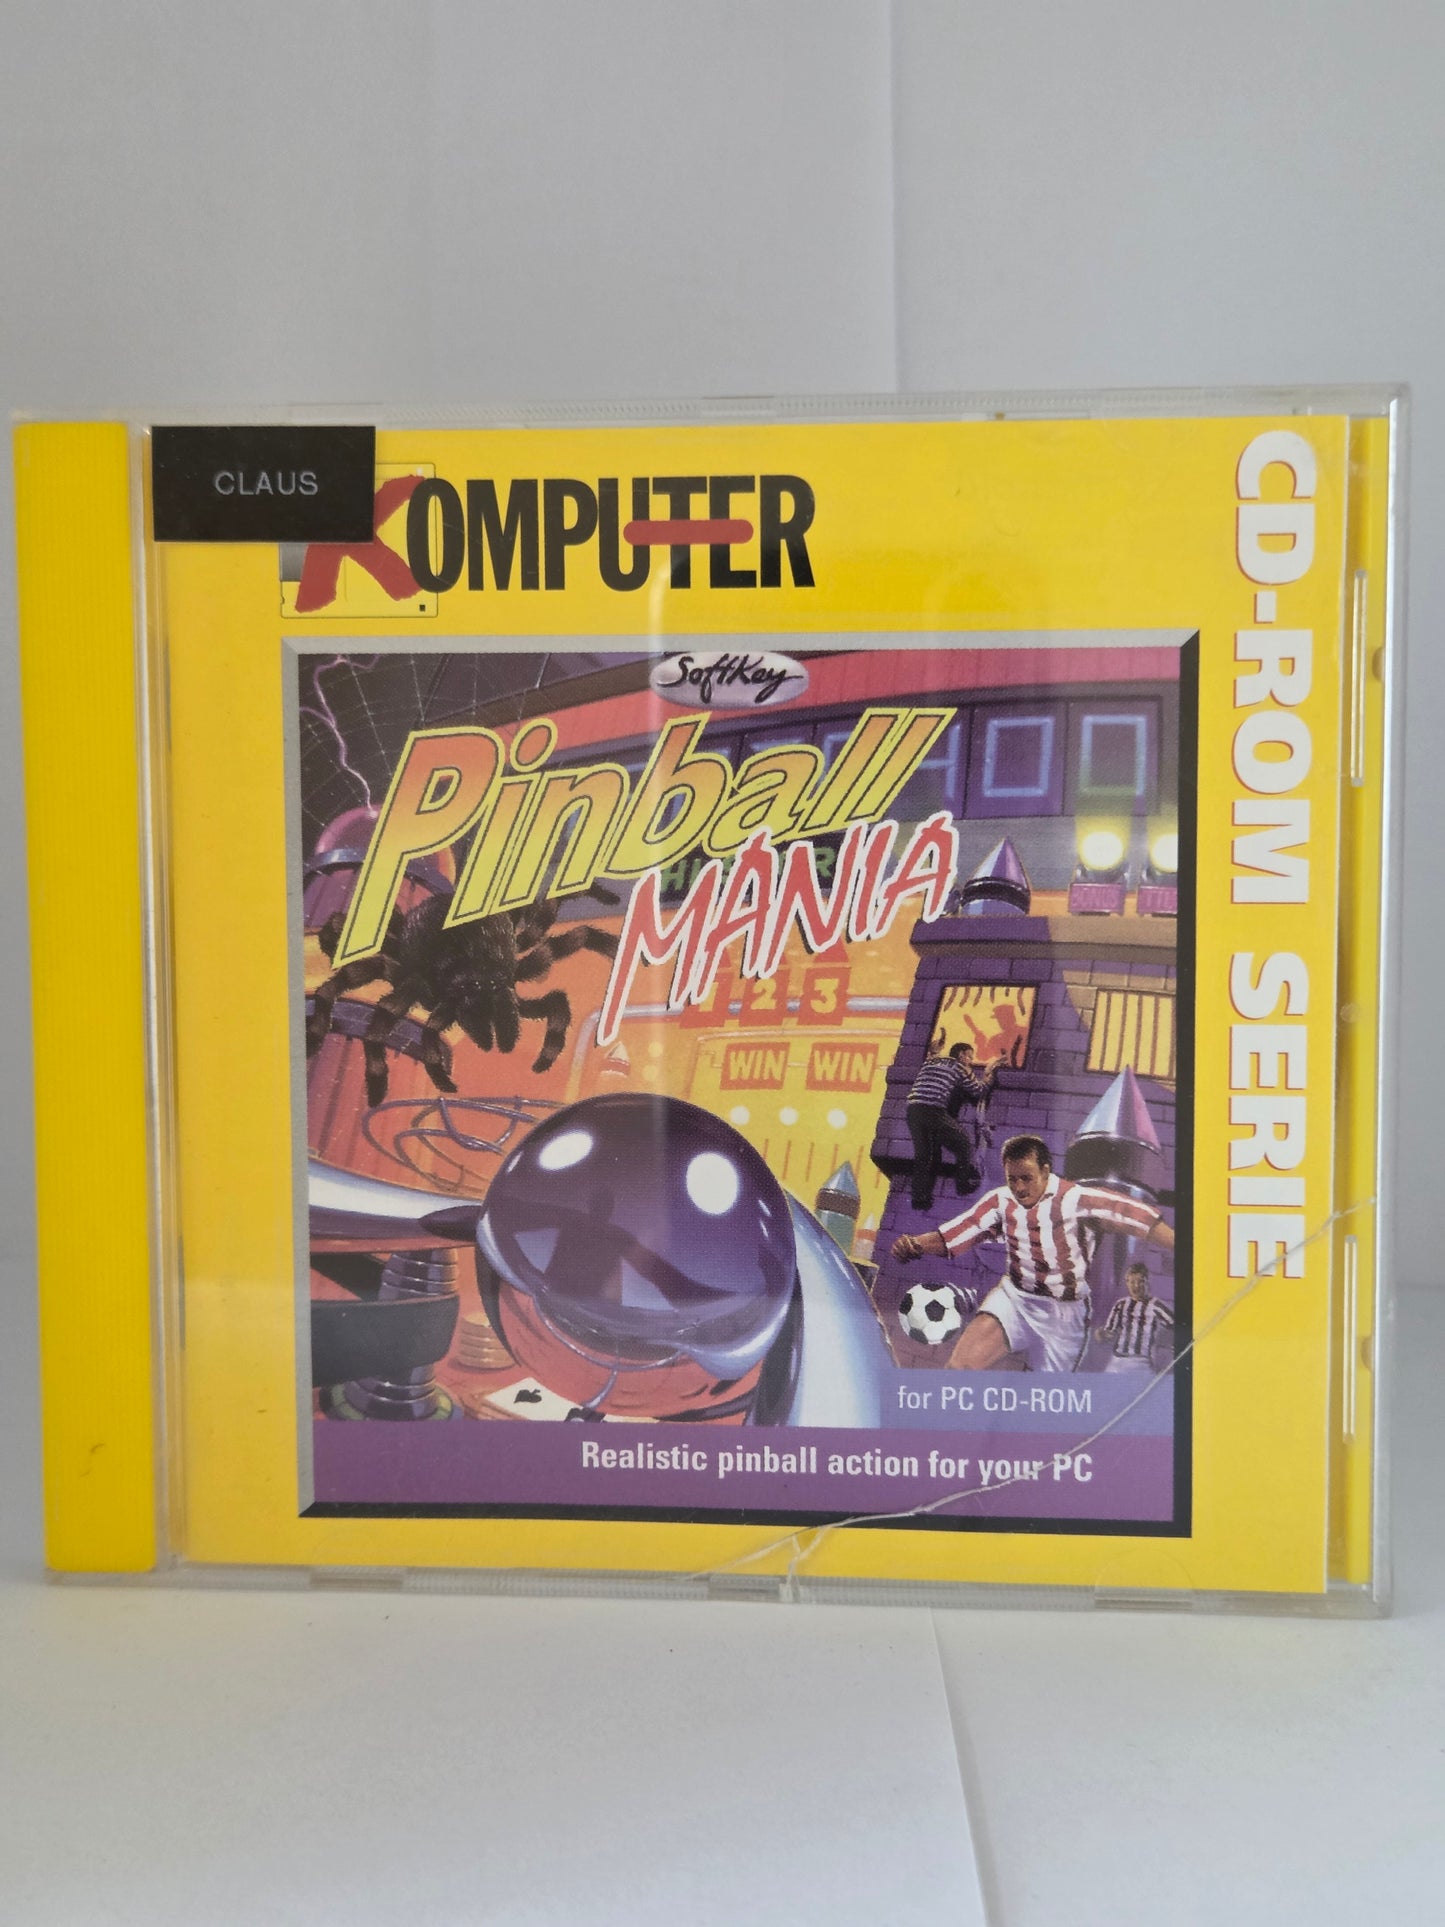 CLAUS
KOMPUTER
CD-ROM SERIE
SoftKey
Pinball
MANIA
BONUS
1 2 3
WIN WIN
for PC CD-ROM
Realistic pinball action for your PC